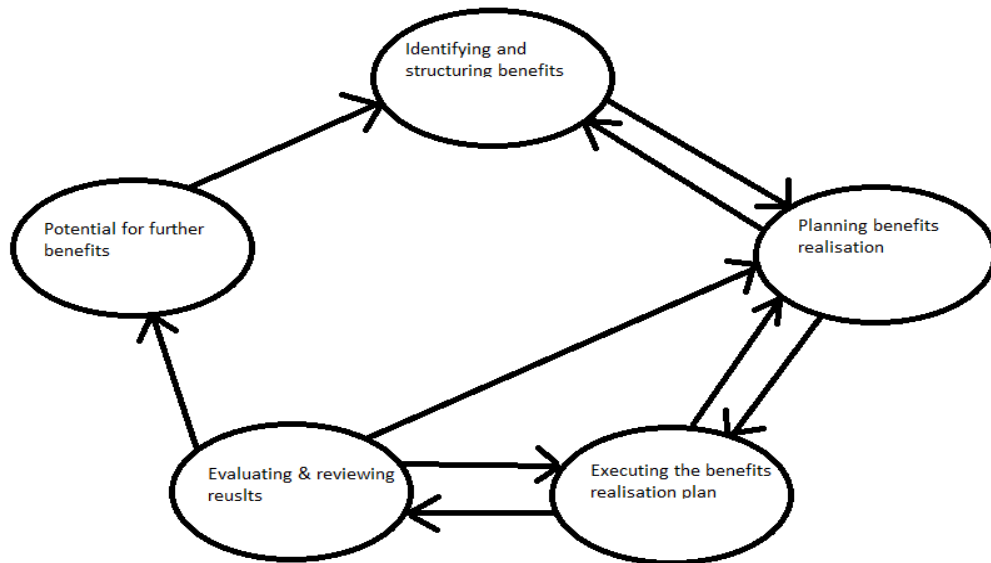 Identifying and
structuring benefits
Potential for further
benefits
Planning benefits
realisation
Evaluating & reviewing
reuslts
Executing the benefits
realisation plan